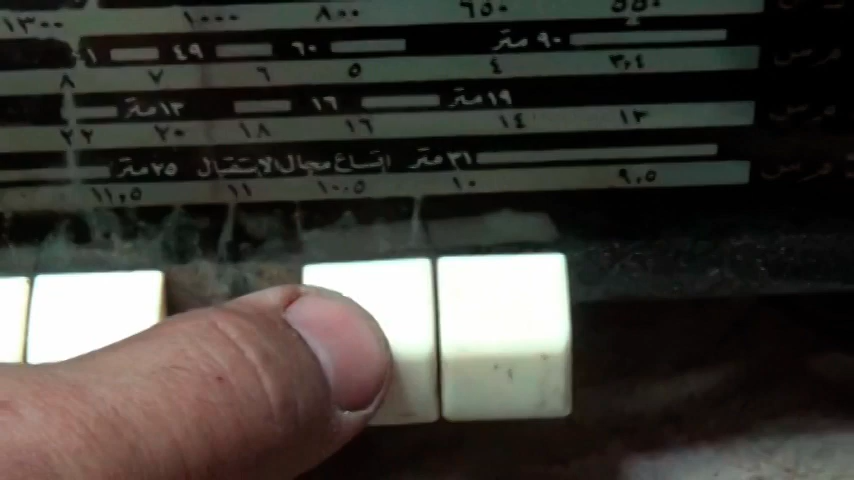 ٥٥٠ ٦٥٠ ٨٠٠ ١٠٠٠ ١٣٠٠
٩٠ متر ٦٠ ٤٩ ٤١
٣,٤ ٤ ٥ ٦ ٧ ٨
١٩ متر ١٦ ١٣ متر
١٣ ١٤ ١٦ ١٨ ٢٠ ٢٢
٣١ متر اتساع مجال الاستقبال ٢٥ متر
٩,٥ ١٠ ١٠,٥ ١١ ١١,٥